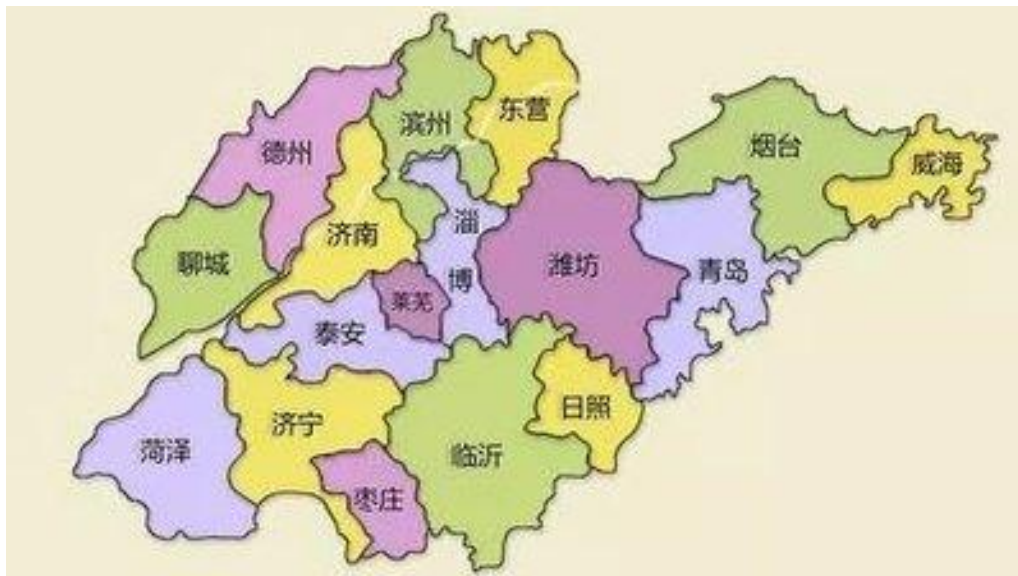 东营
滨州
烟台
德州
威海
淄
博
济南
聊城
潍坊
青岛
莱芜
泰安
日照
济宁
菏泽
临沂
枣庄